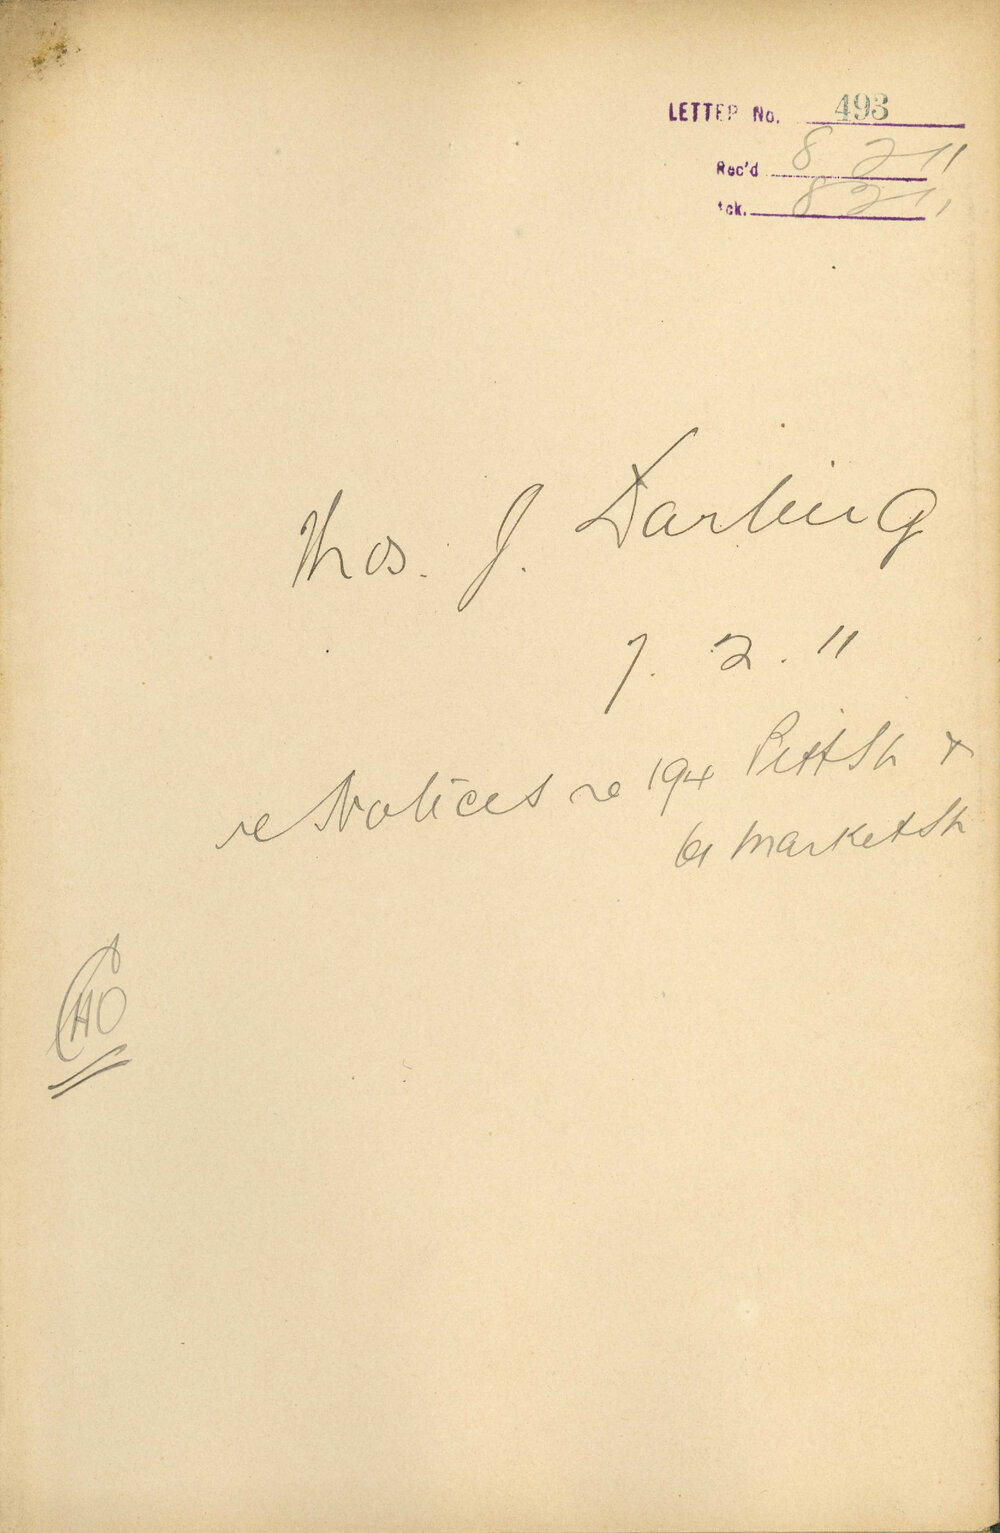 LETTER No. 493
Rec'd 8 2 11
Ack. 8 2 11
Thos. J. Darling
7. 2. 11
re Notices re 194 Pitt St &
61 Market St
CHO